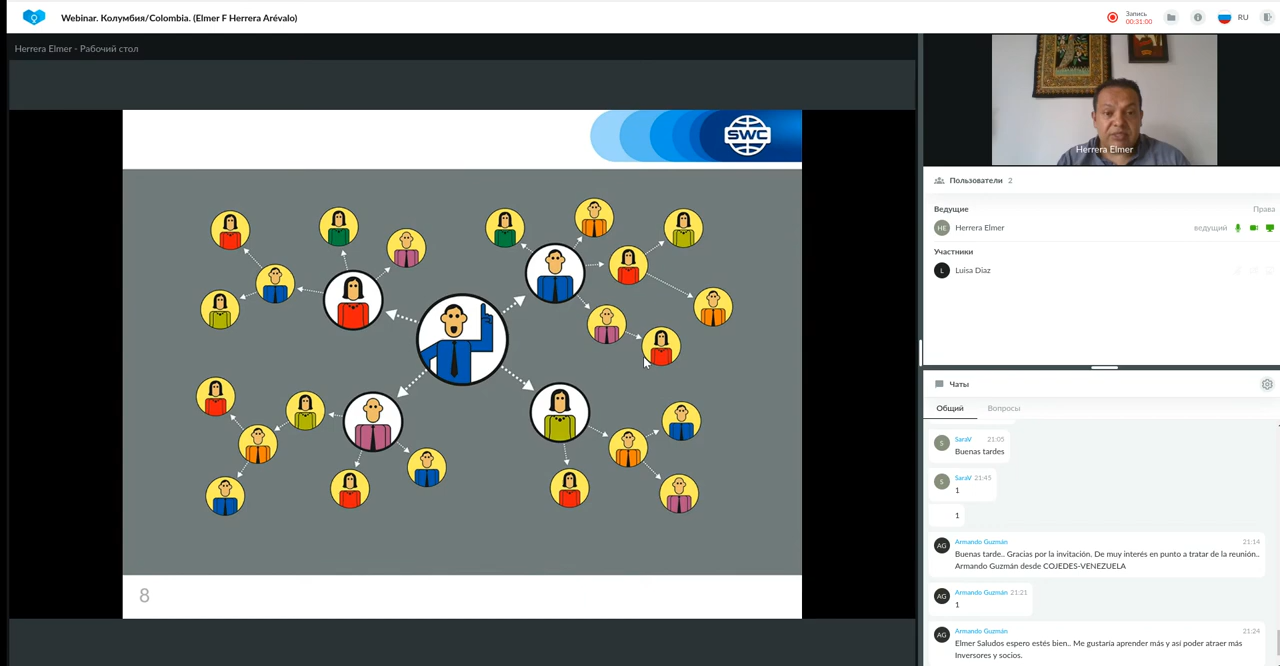 Webinar. Колумбия/Colombia. (Elmer F Herrera Arévalo)
Запись
00:31:00
RU
Herrera Elmer - Рабочий стол
SWC
8
Herrera Elmer
Пользователи 2
Ведущие Права
HE Herrera Elmer ведущий
Участники
L Luisa Diaz
Чаты
Общий Вопросы
S SaraV 21:05
Buenas tardes
S SaraV 21:45
1
1
AG Armando Guzmán 21:14
Buenas tarde.. Gracias por la invitación. De muy interés en punto a tratar de la reunión..
Armando Guzmán desde COJEDES-VENEZUELA
AG Armando Guzmán 21:21
1
AG Armando Guzmán 21:24
Elmer Saludos espero estés bien.. Me gustaría aprender más y así poder atraer más
Inversores y socios.